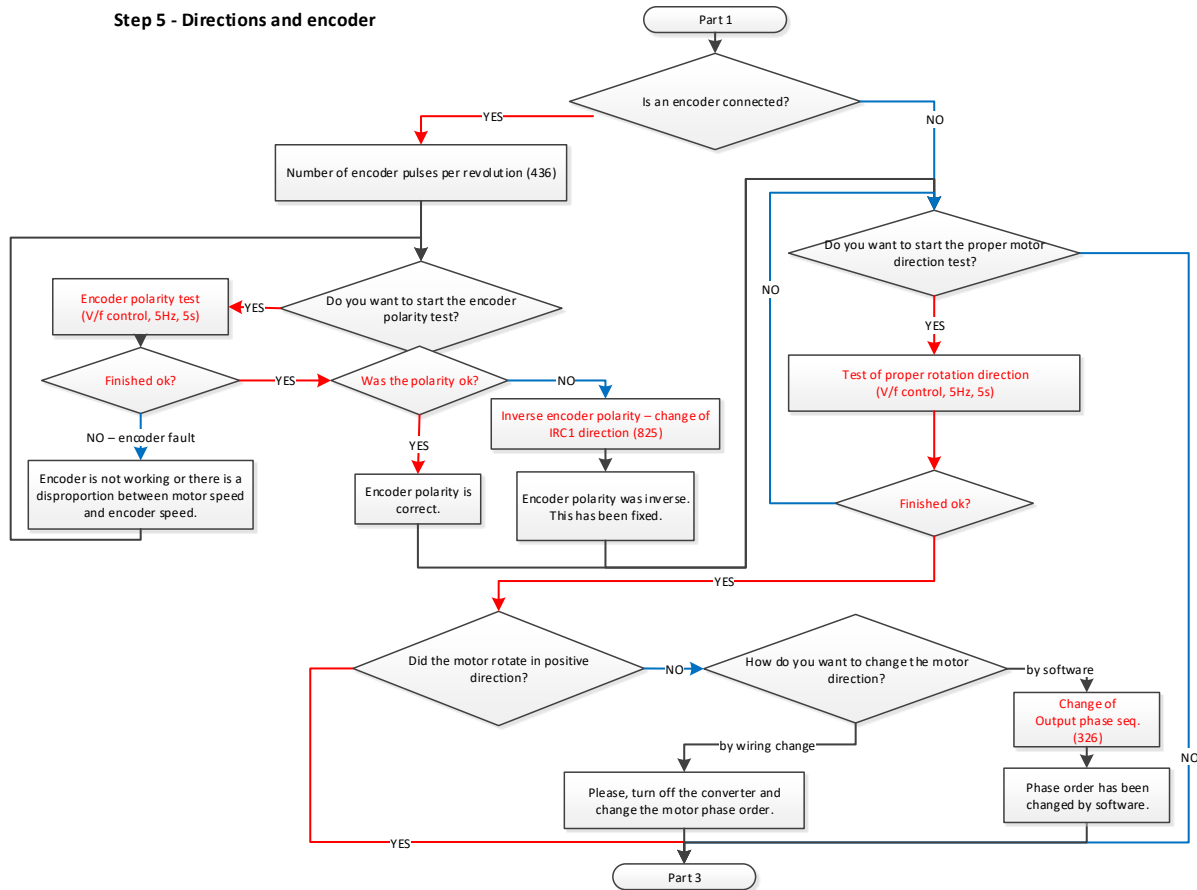 Step 5 - Directions and encoder
Part 1
Is an encoder connected?
YES
NO
Number of encoder pulses per revolution (436)
Do you want to start the encoder
polarity test?
YES
Encoder polarity test
(V/f control, 5Hz, 5s)
Finished ok?
YES
NO – encoder fault
Encoder is not working or there is a
disproportion between motor speed
and encoder speed.
Was the polarity ok?
NO
YES
Inverse encoder polarity – change of
IRC1 direction (825)
Encoder polarity is
correct.
Encoder polarity was inverse.
This has been fixed.
Do you want to start the proper motor
direction test?
NO
YES
Test of proper rotation direction
(V/f control, 5Hz, 5s)
Finished ok?
YES
Did the motor rotate in positive
direction?
NO
How do you want to change the motor
direction?
by software
Change of
Output phase seq.
(326)
by wiring change
NO
Please, turn off the converter and
change the motor phase order.
Phase order has been
changed by software.
YES
Part 3